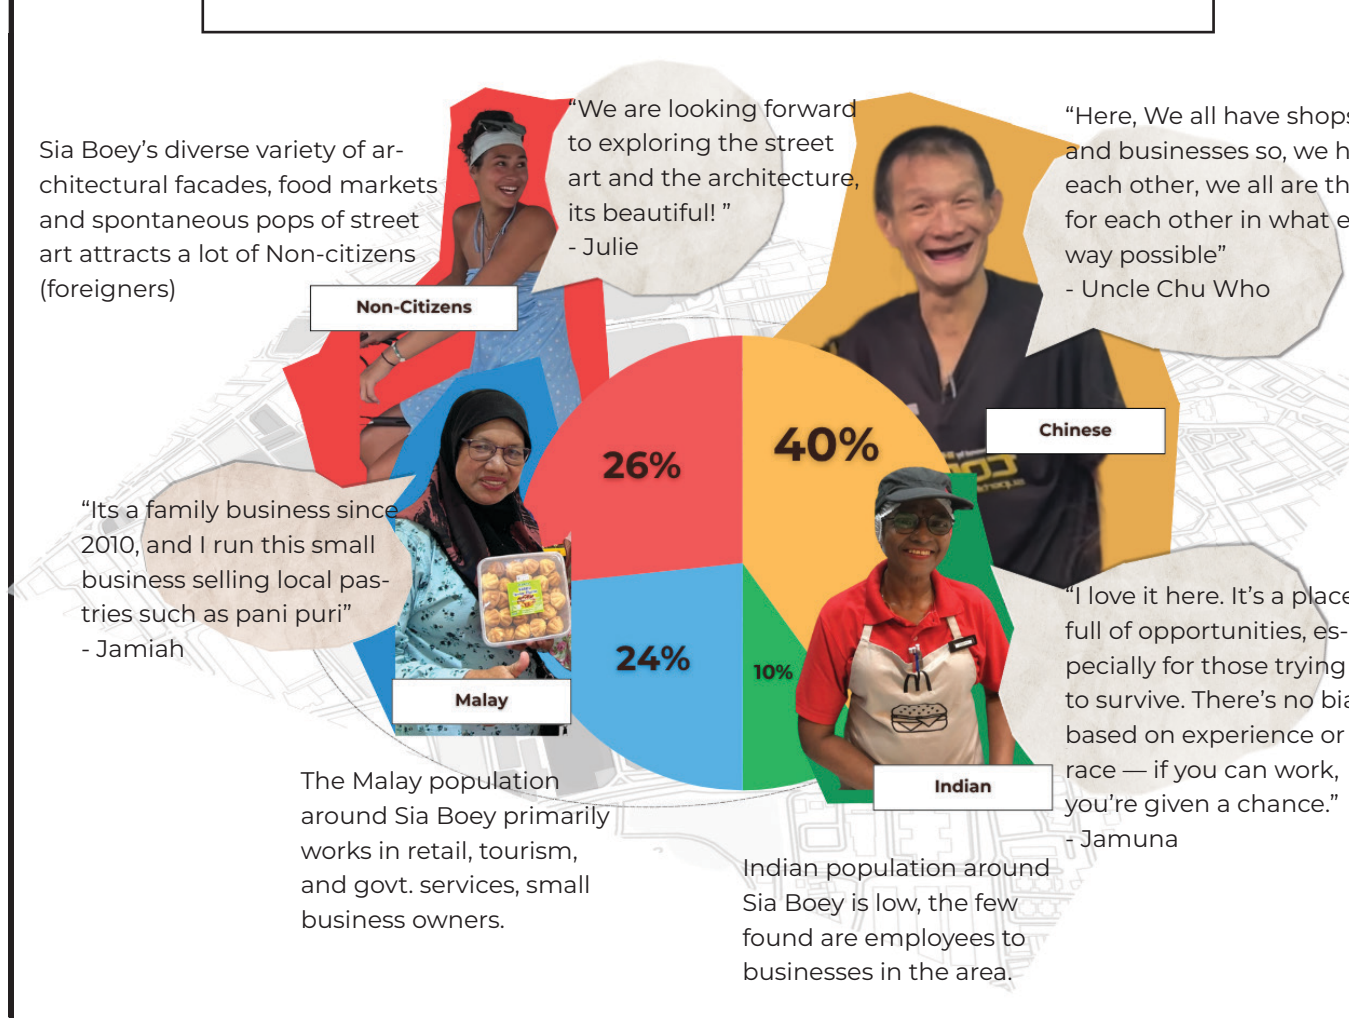 Sia Boey’s diverse variety of ar-
chitectural facades, food markets
and spontaneous pops of street
art attracts a lot of Non-citizens
(foreigners)
“We are looking forward
to exploring the street
art and the architecture,
its beautiful! ”
- Julie
“Here, We all have shops
and businesses so, we h
each other, we all are th
for each other in what e
way possible”
- Uncle Chu Who
Non-Citizens
Chinese
40%
26%
“Its a family business since
2010, and I run this small
business selling local pas-
tries such as pani puri”
- Jamiah
24%
10%
Malay
Indian
“I love it here. It’s a place
full of opportunities, es-
pecially for those trying
to survive. There’s no bia
based on experience or
race — if you can work,
you’re given a chance.”
- Jamuna
The Malay population
around Sia Boey primarily
works in retail, tourism,
and govt. services, small
business owners.
Indian population around
Sia Boey is low, the few
found are employees to
businesses in the area.